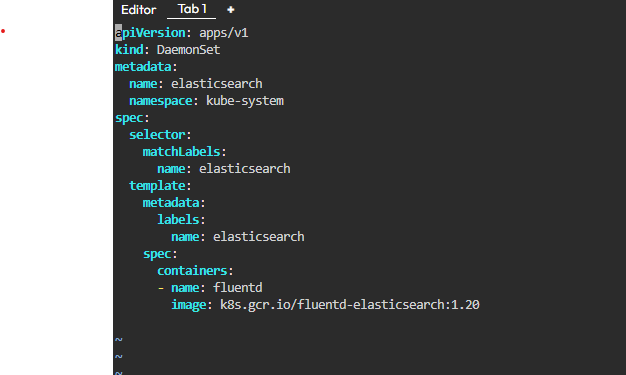 Editor Tab 1 +
apiVersion: apps/v1
kind: DaemonSet
metadata:
  name: elasticsearch
  namespace: kube-system
spec:
  selector:
    matchLabels:
      name: elasticsearch
  template:
    metadata:
      labels:
        name: elasticsearch
    spec:
      containers:
      - name: fluentd
        image: k8s.gcr.io/fluentd-elasticsearch:1.20
~
~
~